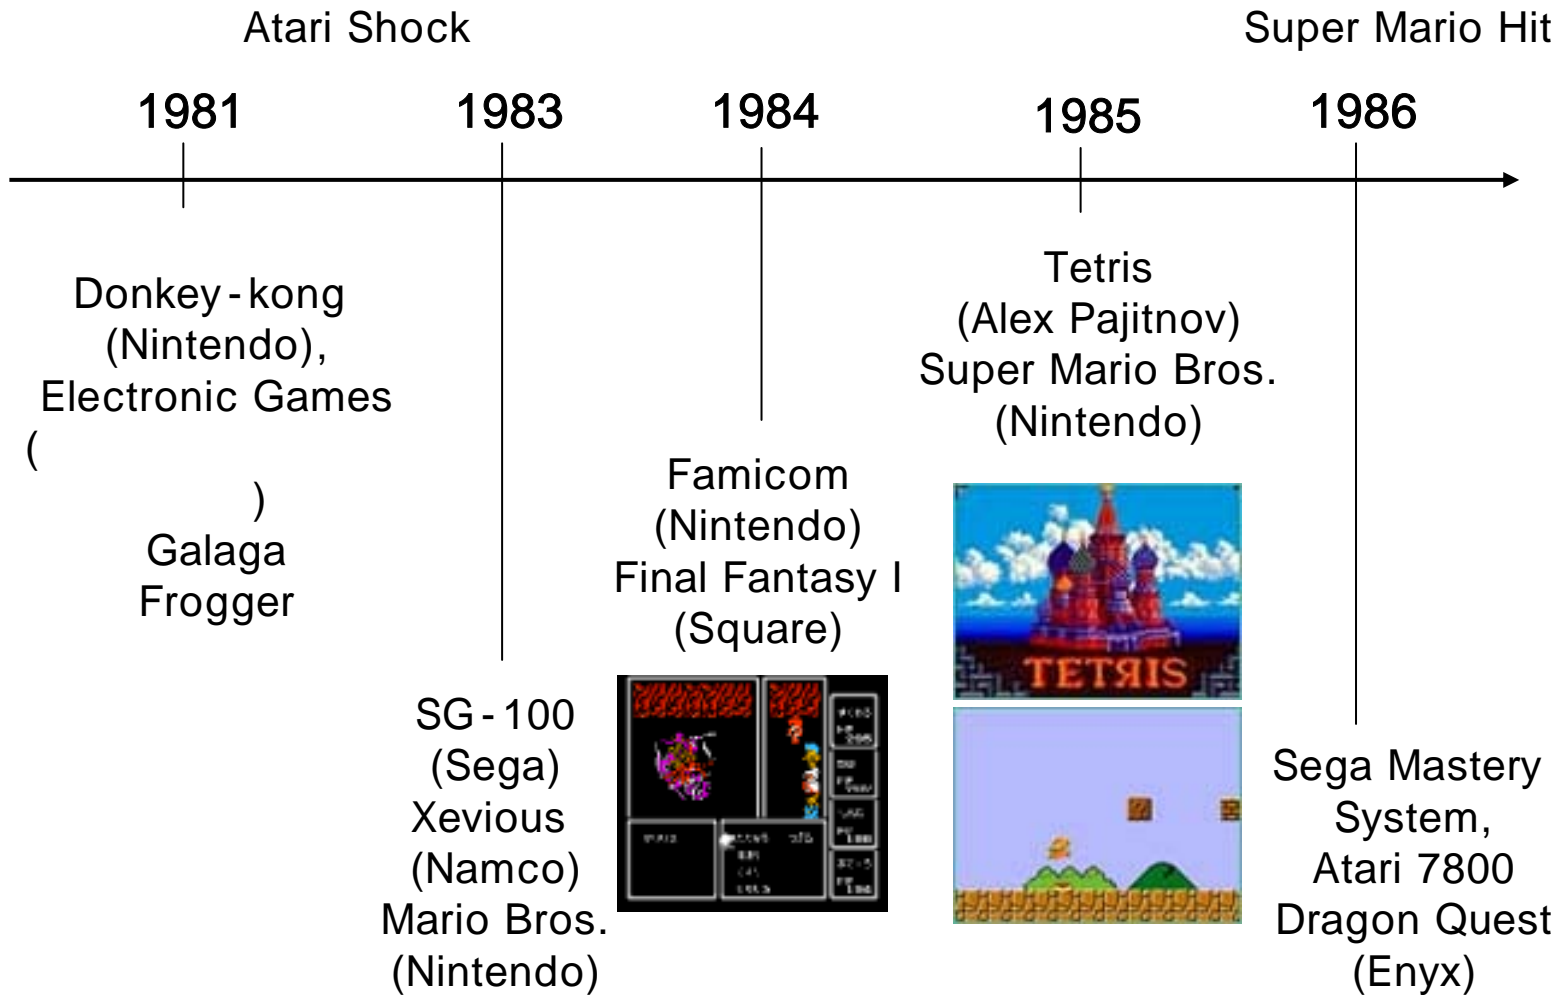 Atari Shock
Super Mario Hit
1981
1983
1984
1985
1986
Donkey-kong
(Nintendo),
Electronic Games
(
)
Galaga
Frogger
SG-100
(Sega)
Xevious
(Namco)
Mario Bros.
(Nintendo)
Famicom
(Nintendo)
Final Fantasy I
(Square)
Tetris
(Alex Pajitnov)
Super Mario Bros.
(Nintendo)
TETЯIS
Sega Mastery
System,
Atari 7800
Dragon Quest
(Enyx)